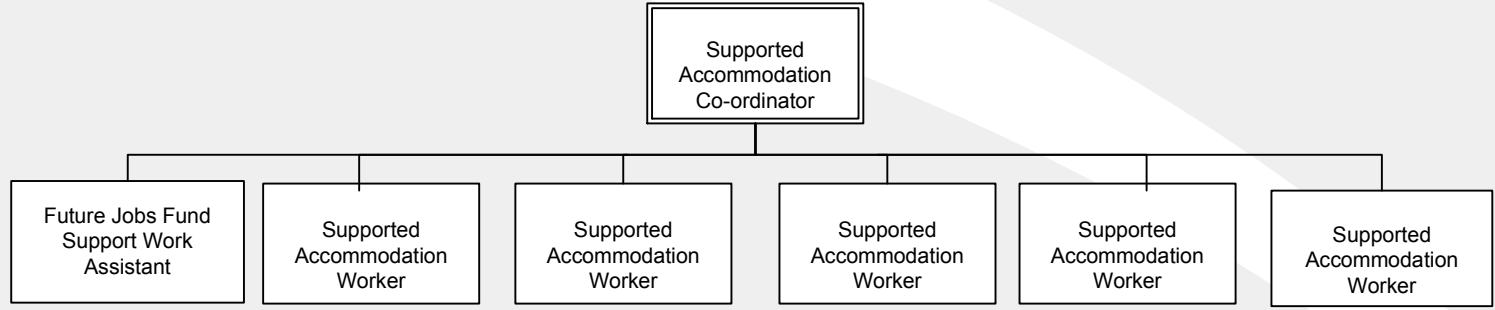 Supported
Accommodation
Co-ordinator
Future Jobs Fund
Support Work
Assistant
Supported
Accommodation
Worker
Supported
Accommodation
Worker
Supported
Accommodation
Worker
Supported
Accommodation
Worker
Supported
Accommodation
Worker